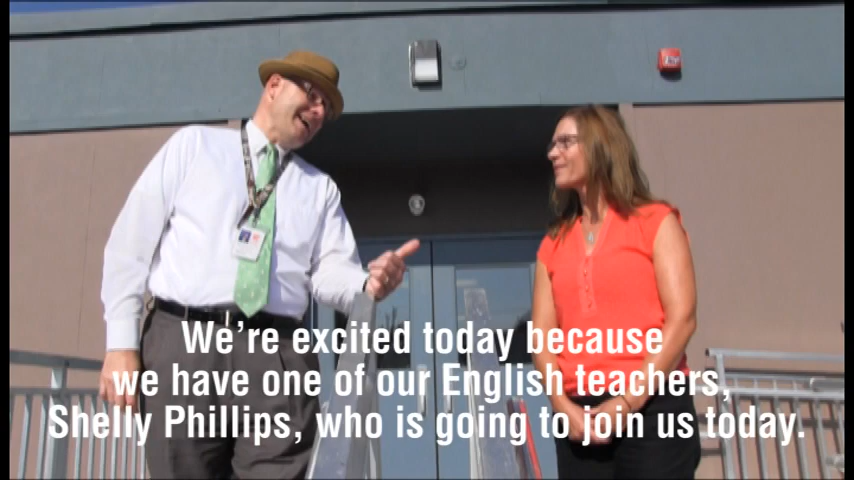 We're excited today because
we have one of our English teachers,
Shelly Phillips, who is going to join us today.